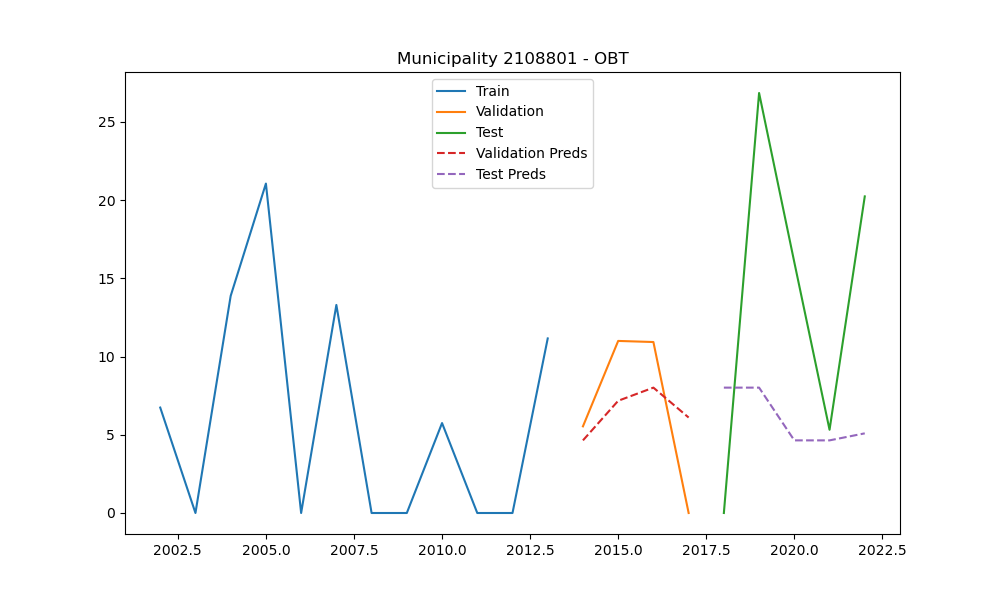 Municipality 2108801 - OBT
Train
Validation
Test
Validation Preds
Test Preds
25
20
15
10
5
0
2002.5 2005.0 2007.5 2010.0 2012.5 2015.0 2017.5 2020.0 2022.5